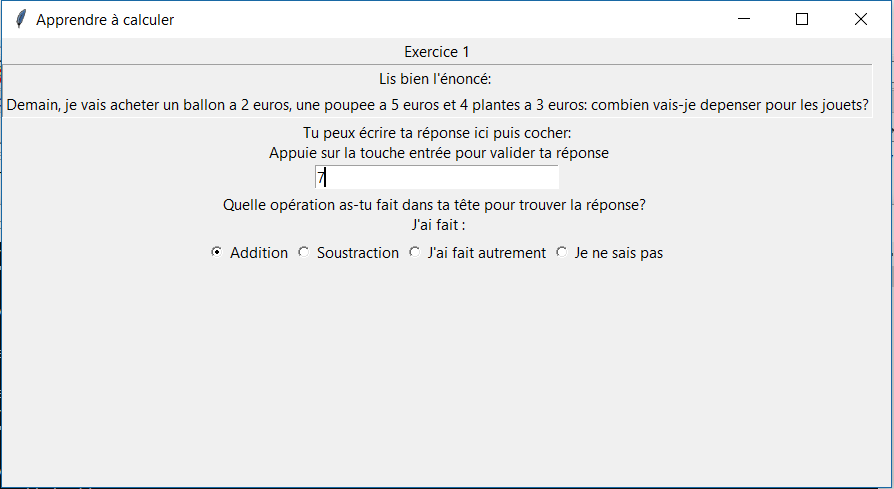 Apprendre à calculer
Exercice 1
Lis bien l'énoncé:
Demain, je vais acheter un ballon a 2 euros, une poupee a 5 euros et 4 plantes a 3 euros: combien vais-je depenser pour les jouets?
Tu peux écrire ta réponse ici puis cocher:
Appuie sur la touche entrée pour valider ta réponse
7
Quelle opération as-tu fait dans ta tête pour trouver la réponse?
J'ai fait :
Addition Soustraction J'ai fait autrement Je ne sais pas